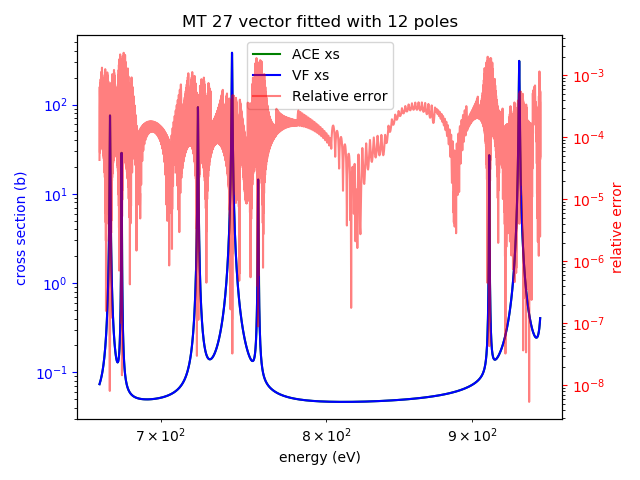 MT 27 vector fitted with 12 poles
ACE xs
VF xs
Relative error
10²
10¹
10⁰
10⁻¹
cross section (b)
10⁻³
10⁻⁴
10⁻⁵
10⁻⁶
10⁻⁷
10⁻⁸
relative error
7 × 10² 8 × 10² 9 × 10²
energy (eV)